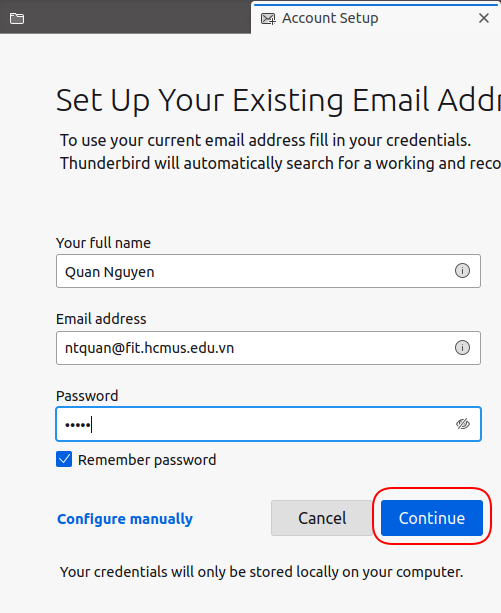 Account Setup
Set Up Your Existing Email Addr
To use your current email address fill in your credentials.
Thunderbird will automatically search for a working and reco
Your full name
Quan Nguyen
Email address
ntquan@fit.hcmus.edu.vn
Password
•••••
Remember password
Configure manually
Cancel
Continue
Your credentials will only be stored locally on your computer.